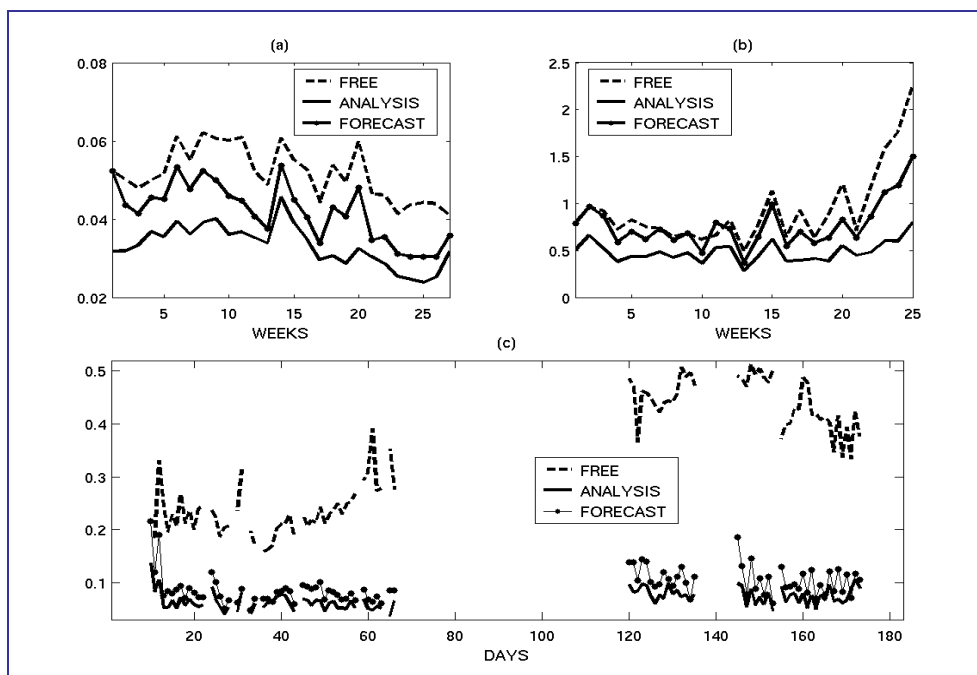 (a)
0.08
0.06
0.04
0.02
FREE
ANALYSIS
FORECAST
5
10
15
20
25
WEEKS
(b)
2.5
2
1.5
1
0.5
0
FREE
ANALYSIS
FORECAST
5
10
15
20
25
WEEKS
(c)
0.5
0.4
0.3
0.2
0.1
FREE
ANALYSIS
FORECAST
20
40
60
80
100
120
140
160
180
DAYS